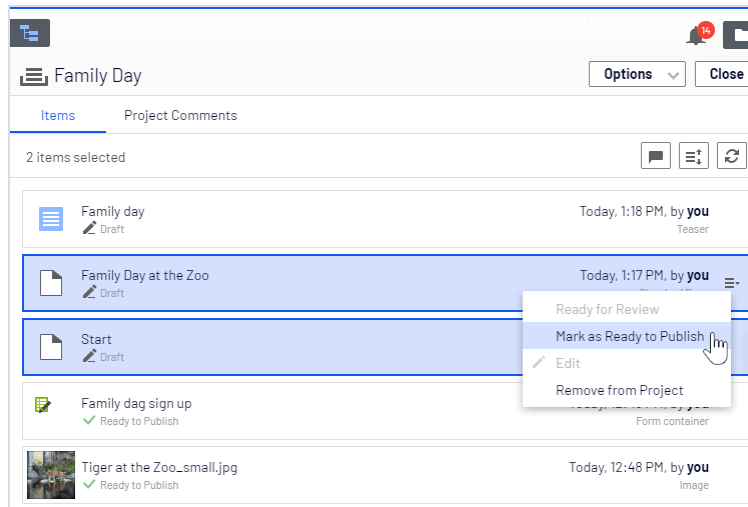 14
Family Day
Options
Close
Items
Project Comments
2 items selected
Family day
Today, 1:18 PM, by you
Draft
Teaser
Family Day at the Zoo
Today, 1:17 PM, by you
Draft
Ready for Review
Start
Mark as Ready to Publish
Draft
Edit
Remove from Project
Family dag sign up
Ready to Publish
Form container
Tiger at the Zoo_small.jpg
Today, 12:48 PM, by you
Ready to Publish
Image